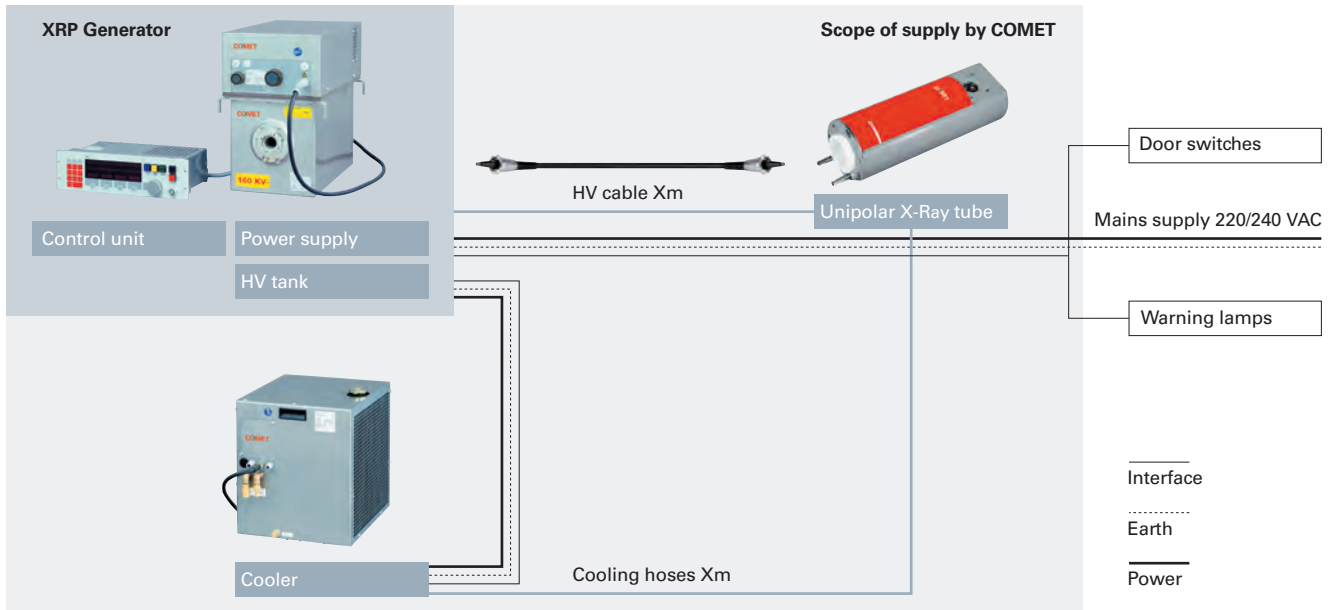 XRP Generator
Scope of supply by COMET
COMET
COMET
160 KV
COMET
Door switches
HV cable Xm
Unipolar X-Ray tube
Mains supply 220/240 VAC
Control unit
Power supply
HV tank
Warning lamps
COMET
Interface
Earth
Power
Cooler
Cooling hoses Xm